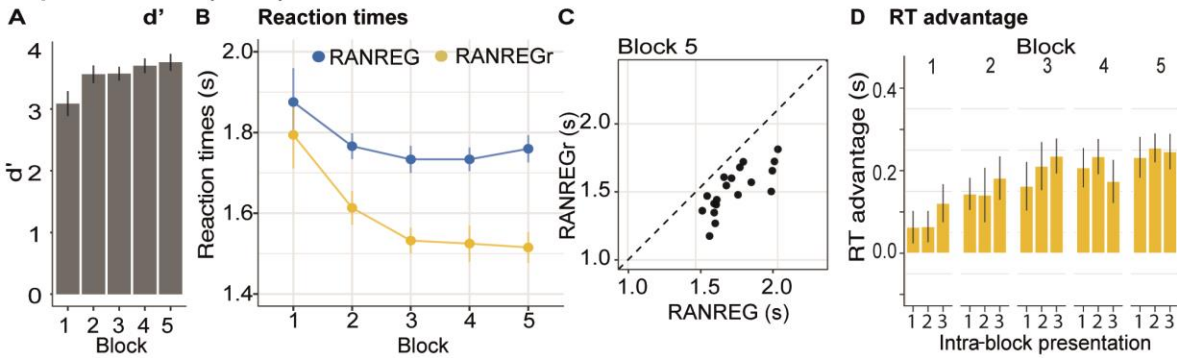 A d'
4
3
2
1
0
d'
1 2 3 4 5
Block
B Reaction times
RANREG RANREGr
2.0
1.8
1.6
1.4
Reaction times (s)
1 2 3 4 5
Block
C
Block 5
2.0
1.5
1.0
RANREGr (s)
1.0 1.5 2.0
RANREG (s)
D RT advantage
Block
1 2 3 4 5
0.4
0.2
0.0
RT advantage (s)
1 2 3 1 2 3 1 2 3 1 2 3 1 2 3
Intra-block presentation